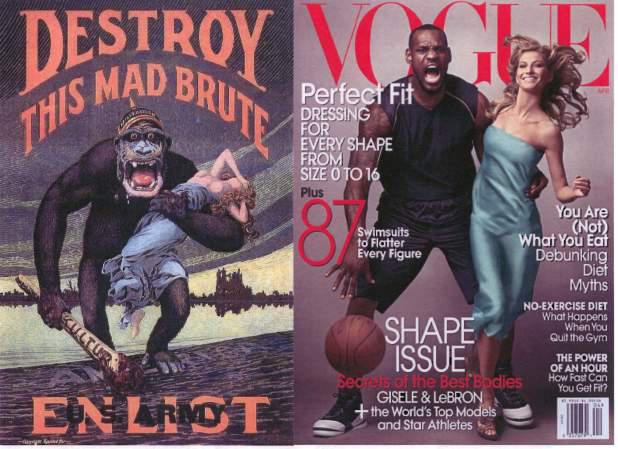 DESTROY
THIS MAD BRUTE
MILITARISM
KULTUR
ENLIST
U.S. ARMY
VOGUE
APR
Perfect Fit
DRESSING
FOR
EVERY SHAPE
FROM
SIZE 0 TO 16
Plus
87
Swimsuits
to Flatter
Every Figure
SHAPE
ISSUE
Secrets of the Best Bodies
GISELE & LeBRON
+ the World's Top Models
and Star Athletes
You Are
(Not)
What You Eat
Debunking
Diet
Myths
NO-EXERCISE DIET
What Happens
When You
Quit the Gym
THE POWER
OF AN HOUR
How Fast Can
You Get Fit?